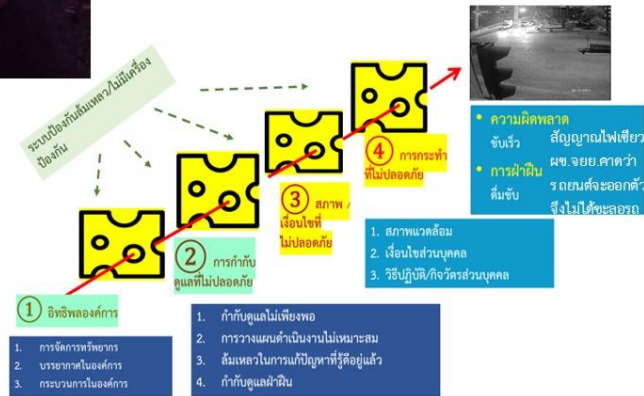 ระบบป้องกันล้มเหลว/ไม่มีเครื่อง
ป้องกัน
④ การกระทำ
ที่ไม่ปลอดภัย
③ สภาพ /
เงื่อนไขที่
ไม่ปลอดภัย
② การกำกับ
ดูแลที่ไม่ปลอดภัย
① อิทธิพลองค์การ
• ความผิดพลาด
ขับเร็ว
• การฝ่าฝืน
ดื่มขับ
สัญญาณไฟเขียว
ผช.จยย.คาดว่า
รถยนต์จะออกตัว
จึงไม่ได้ชะลอรถ
1. สภาพแวดล้อม
2. เงื่อนไขส่วนบุคคล
3. วิธีปฏิบัติ/กิจวัตรส่วนบุคคล
1. กำกับดูแลไม่เพียงพอ
2. การวางแผนดำเนินงานไม่เหมาะสม
3. ล้มเหลวในการแก้ปัญหาที่รู้ดีอยู่แล้ว
4. กำกับดูแลฝ่าฝืน
1. การจัดการทรัพยากร
2. บรรยากาศในองค์การ
3. กระบวนการในองค์การ